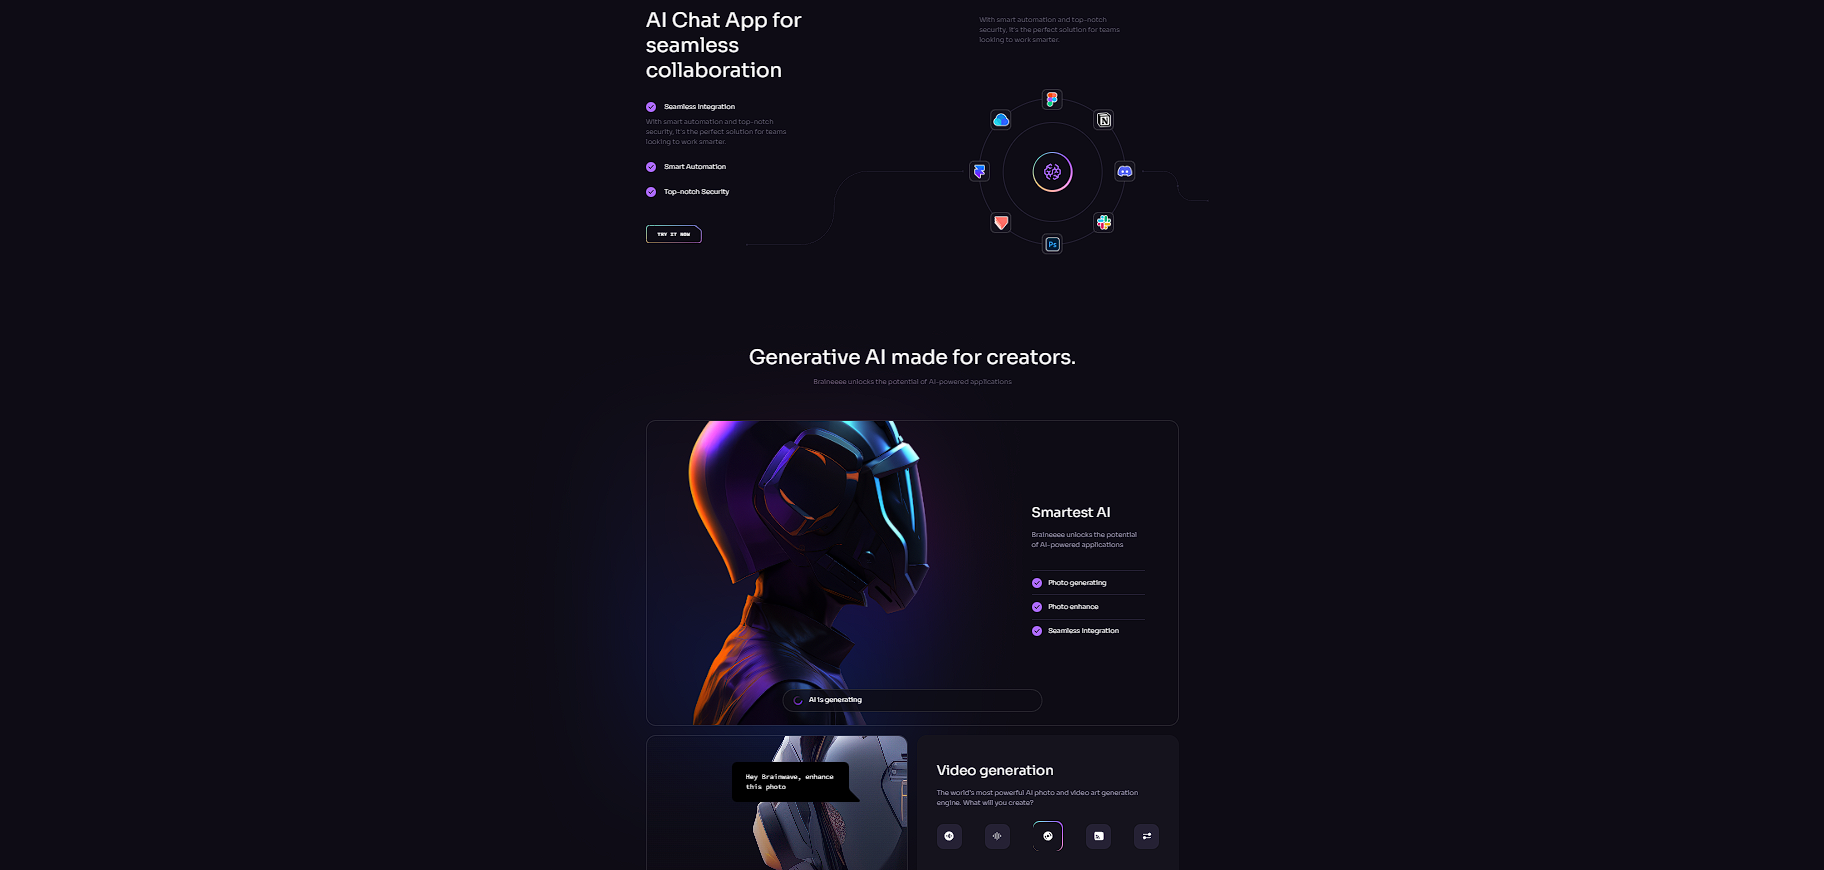 AI Chat App for
seamless
collaboration
Seamless Integration
With smart automation and top-notch
security, it's the perfect solution for teams
looking to work smarter.
Smart Automation
Top-notch Security
TRY IT NOW
With smart automation and top-notch
security, it's the perfect solution for teams
looking to work smarter.
Ps
Generative AI made for creators.
Braineeee unlocks the potential of AI-powered applications
Smartest AI
Braineeee unlocks the potential
of AI-powered applications
Photo generating
Photo enhance
Seamless Integration
AI is generating
Hey Brainwave, enhance
this photo
Video generation
The world's most powerful AI photo and video art generation
engine. What will you create?